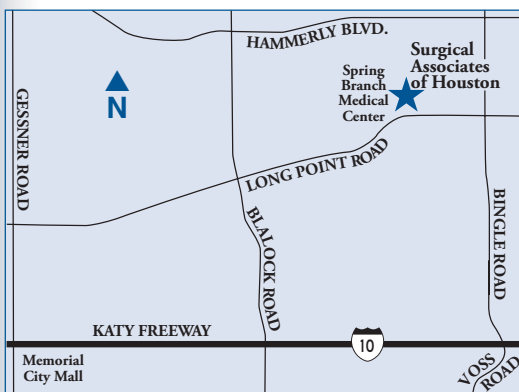 HAMMERLY BLVD.
Surgical
Associates
of Houston
Spring
Branch
Medical
Center
N
GESSNER ROAD
LONG POINT ROAD
BLALOCK ROAD
BINGLE ROAD
KATY FREEWAY
10
Memorial
City Mall
VOSS
ROAD